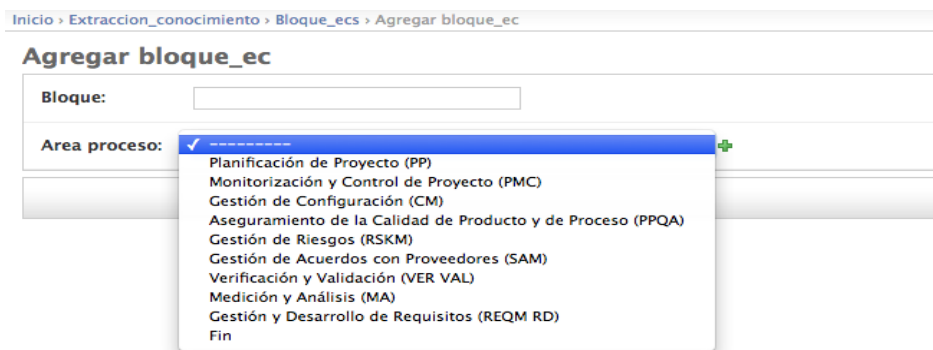 Inicio › Extraccion_conocimiento › Bloque_ecs › Agregar bloque_ec
Agregar bloque_ec
Bloque:
Area proceso:
✓ ---------
Planificación de Proyecto (PP)
Monitorización y Control de Proyecto (PMC)
Gestión de Configuración (CM)
Aseguramiento de la Calidad de Producto y de Proceso (PPQA)
Gestión de Riesgos (RSKM)
Gestión de Acuerdos con Proveedores (SAM)
Verificación y Validación (VER VAL)
Medición y Análisis (MA)
Gestión y Desarrollo de Requisitos (REQM RD)
Fin